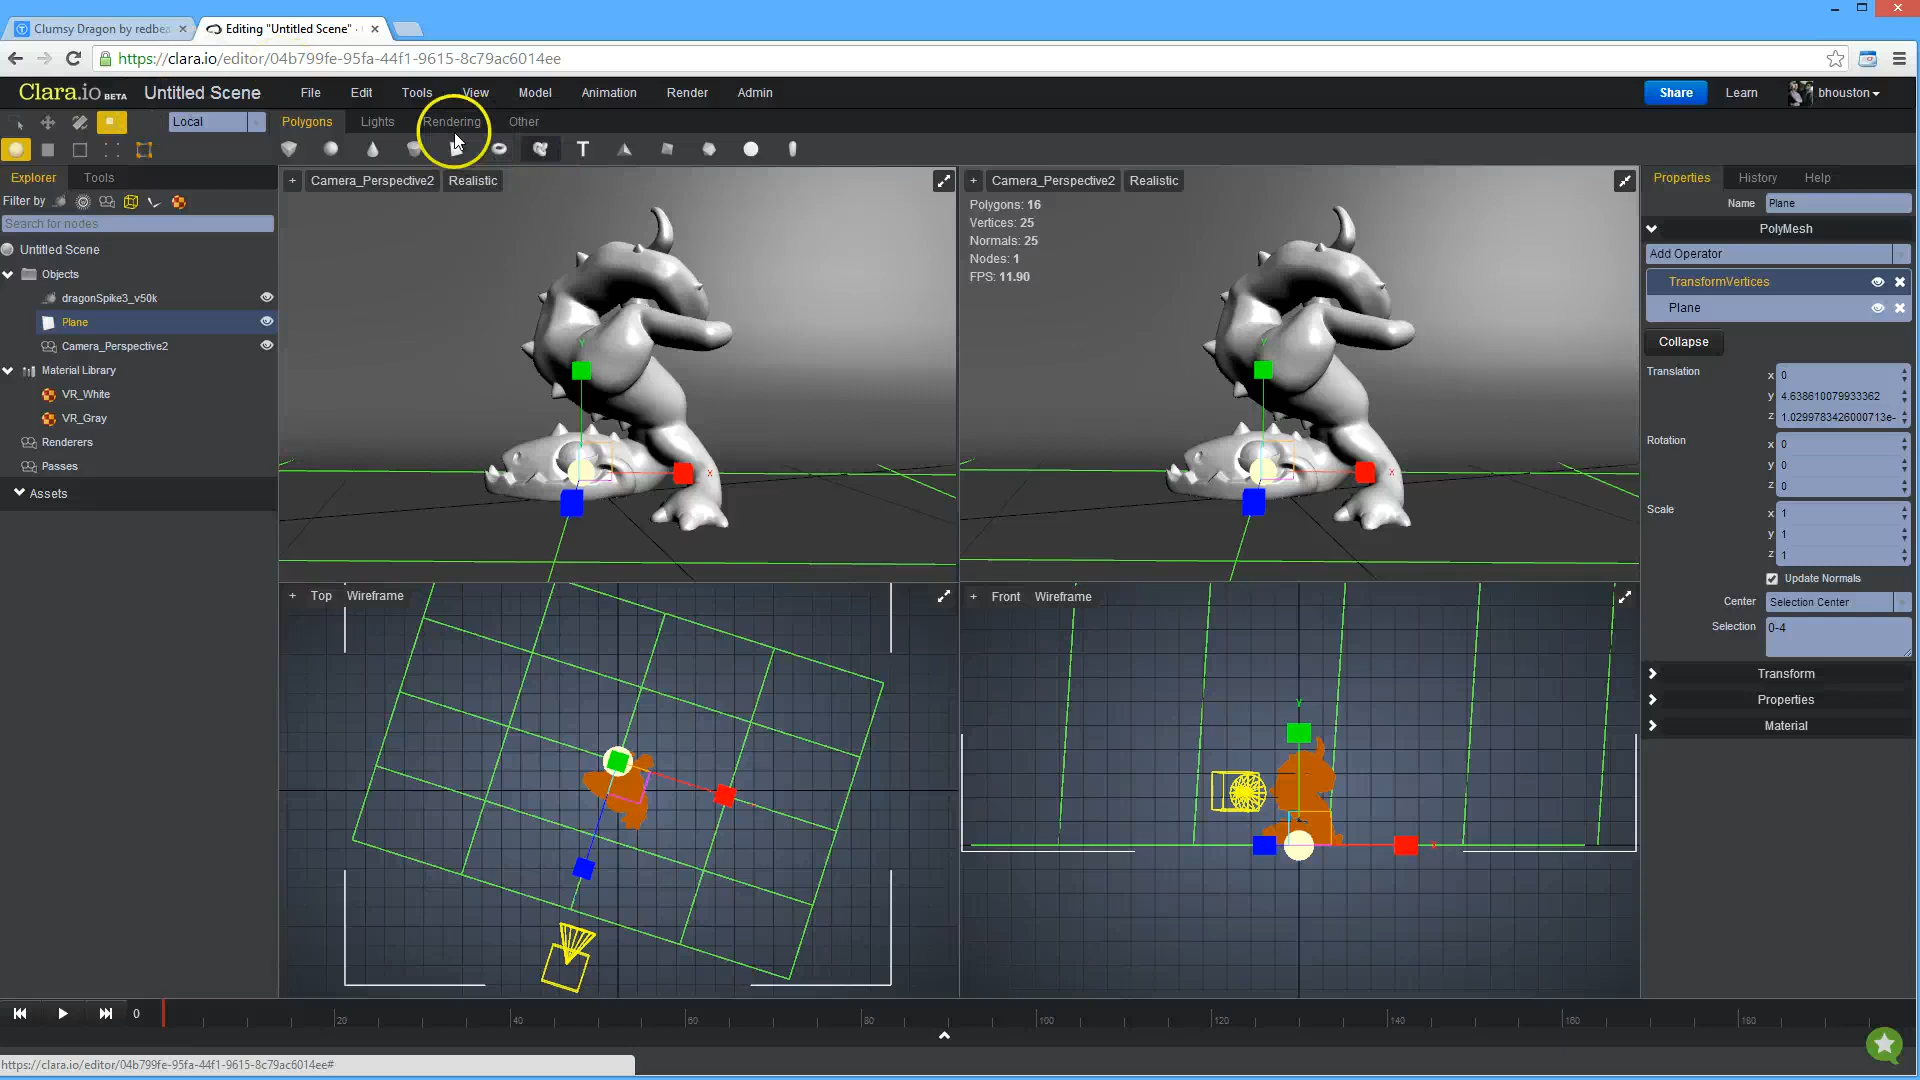 Clumsy Dragon by redbea
Editing "Untitled Scene" -
https://clara.io/editor/04b799fe-95fa-44f1-9615-8c79ac6014ee
Clara.io BETA
Untitled Scene
File
Edit
Tools
View
Model
Animation
Render
Admin
Share
Learn
bhouston
Local
Polygons
Lights
Rendering
Other
T
Explorer
Tools
Filter by
Search for nodes
Untitled Scene
Objects
dragonSpike3_v50k
Plane
Camera_Perspective2
Material Library
VR_White
VR_Gray
Renderers
Passes
Assets
+ Camera_Perspective2 Realistic
Y
X
+ Camera_Perspective2 Realistic
Polygons: 16
Vertices: 25
Normals: 25
Nodes: 1
FPS: 11.90
Y
X
+ Top Wireframe
+ Front Wireframe
Y
X
Properties
History
Help
Name Plane
PolyMesh
Add Operator
TransformVertices
Plane
Collapse
Translation
x 0
y 4.638610079933362
z 1.0299783426000713e-
Rotation
x 0
y 0
z 0
Scale
x 1
y 1
z 1
Update Normals
Center Selection Center
Selection 0-4
Transform
Properties
Material
0
20 40 60 80 100 120 140 160 180
https://clara.io/editor/04b799fe-95fa-44f1-9615-8c79ac6014ee#